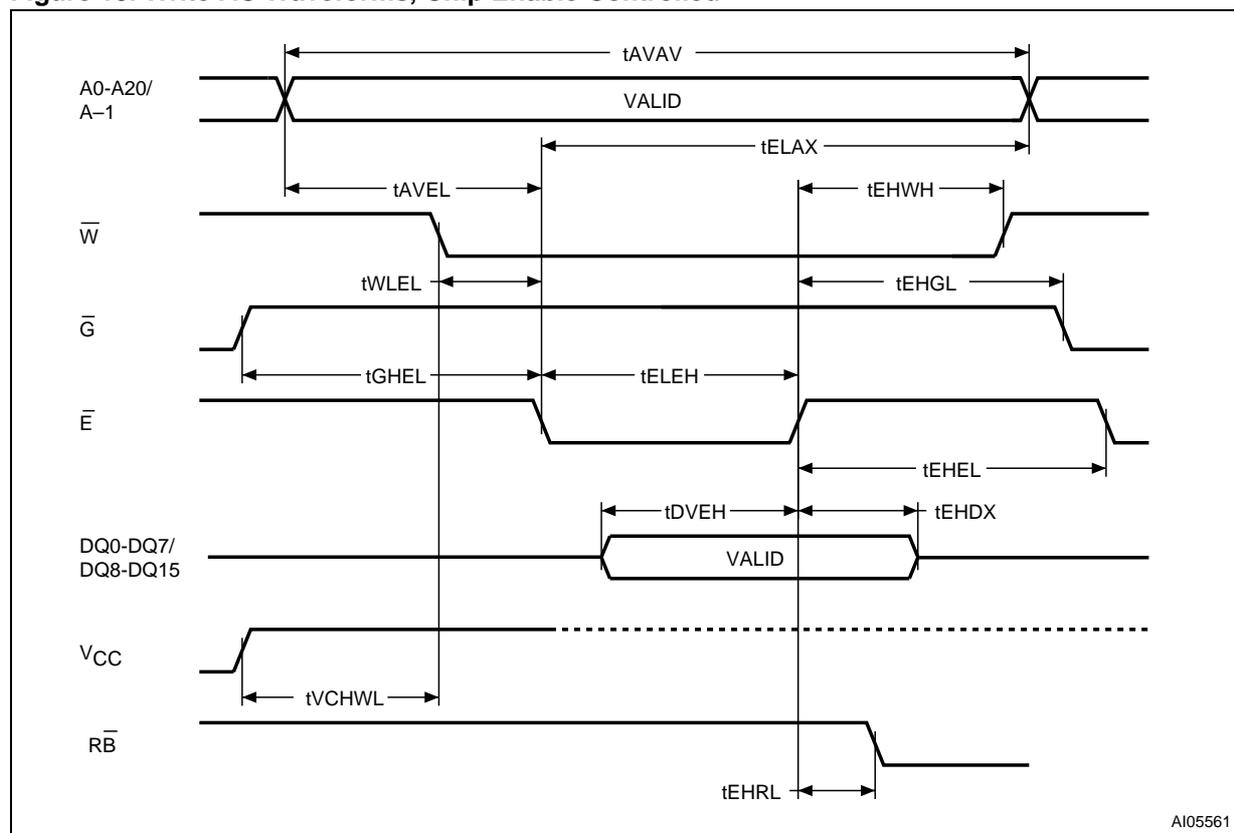 tAVAV
A0-A20/
A–1
VALID
tELAX
tAVEL
tEHWH
W̅
tWLEL
tEHGL
G̅
tGHEL
tELEH
E̅
tEHEL
tDVEH
tEHDX
DQ0-DQ7/
DQ8-DQ15
VALID
VCC
tVCHWL
RB̅
tEHRL
AI05561